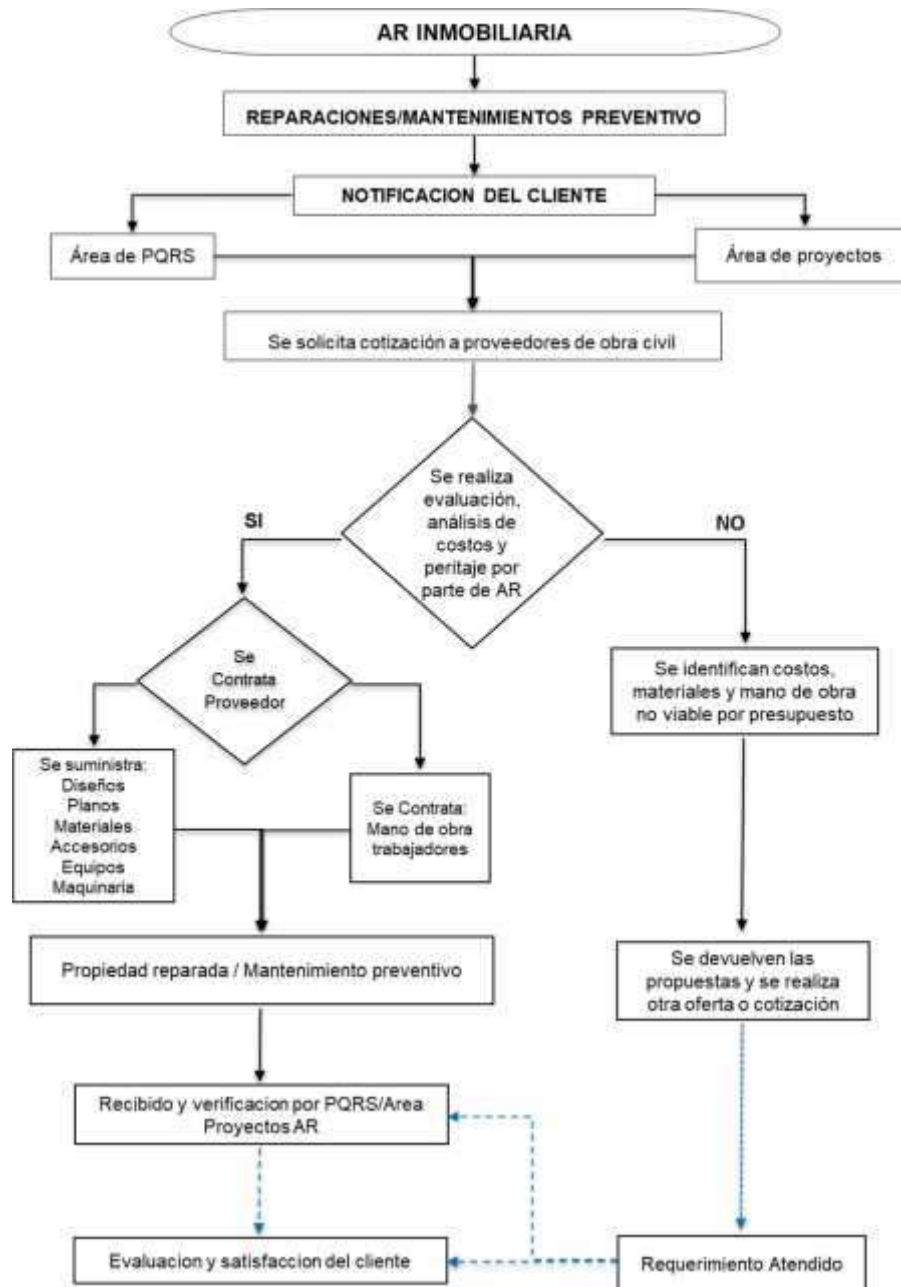 AR INMOBILIARIA
REPARACIONES/MANTENIMIENTOS PREVENTIVO
NOTIFICACION DEL CLIENTE
Área de PQRS
Área de proyectos
Se solicita cotización a proveedores de obra civil
Se realiza
evaluación,
análisis de
costos y
peritaje por
parte de AR
SI
NO
Se
Contrata
Proveedor
Se identifican costos,
materiales y mano de obra
no viable por presupuesto
Se suministra:
Diseños
Planos
Materiales
Accesorios
Equipos
Maquinaria
Se Contrata:
Mano de obra
trabajadores
Propiedad reparada / Mantenimiento preventivo
Se devuelven las
propuestas y se realiza
otra oferta o cotización
Recibido y verificacion por PQRS/Area
Proyectos AR
Evaluacion y satisfaccion del cliente
Requerimiento Atendido